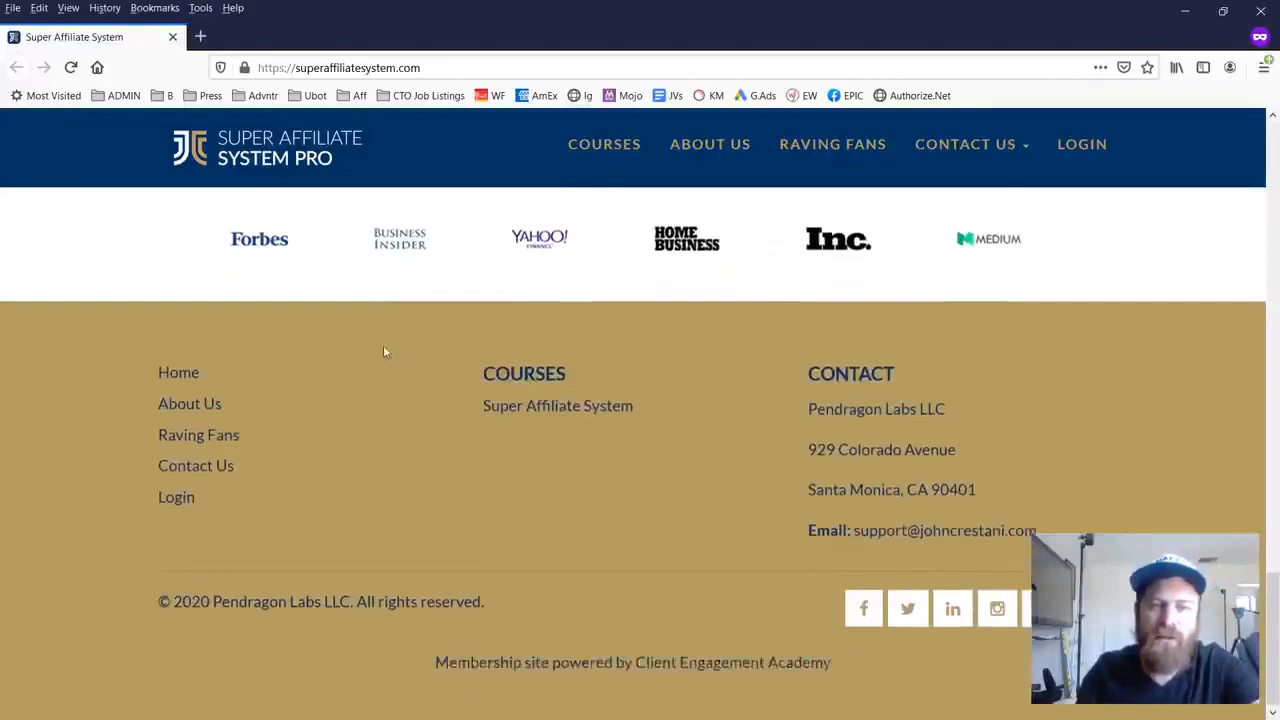 File Edit View History Bookmarks Tools Help
Super Affiliate System
https://superaffiliatesystem.com
Most Visited ADMIN B Press Advntr Ubot Aff CTO Job Listings WF AmEx Ig Mojo JVs KM G.Ads EW EPIC Authorize.Net
SUPER AFFILIATE
SYSTEM PRO
COURSES ABOUT US RAVING FANS CONTACT US LOGIN
Forbes
BUSINESS
INSIDER
YAHOO!
FINANCE
HOME
BUSINESS
Inc.
MEDIUM
Home
About Us
Raving Fans
Contact Us
Login
COURSES
Super Affiliate System
CONTACT
Pendragon Labs LLC
929 Colorado Avenue
Santa Monica, CA 90401
Email: support@johncrestani.com
© 2020 Pendragon Labs LLC. All rights reserved.
Membership site powered by Client Engagement Academy